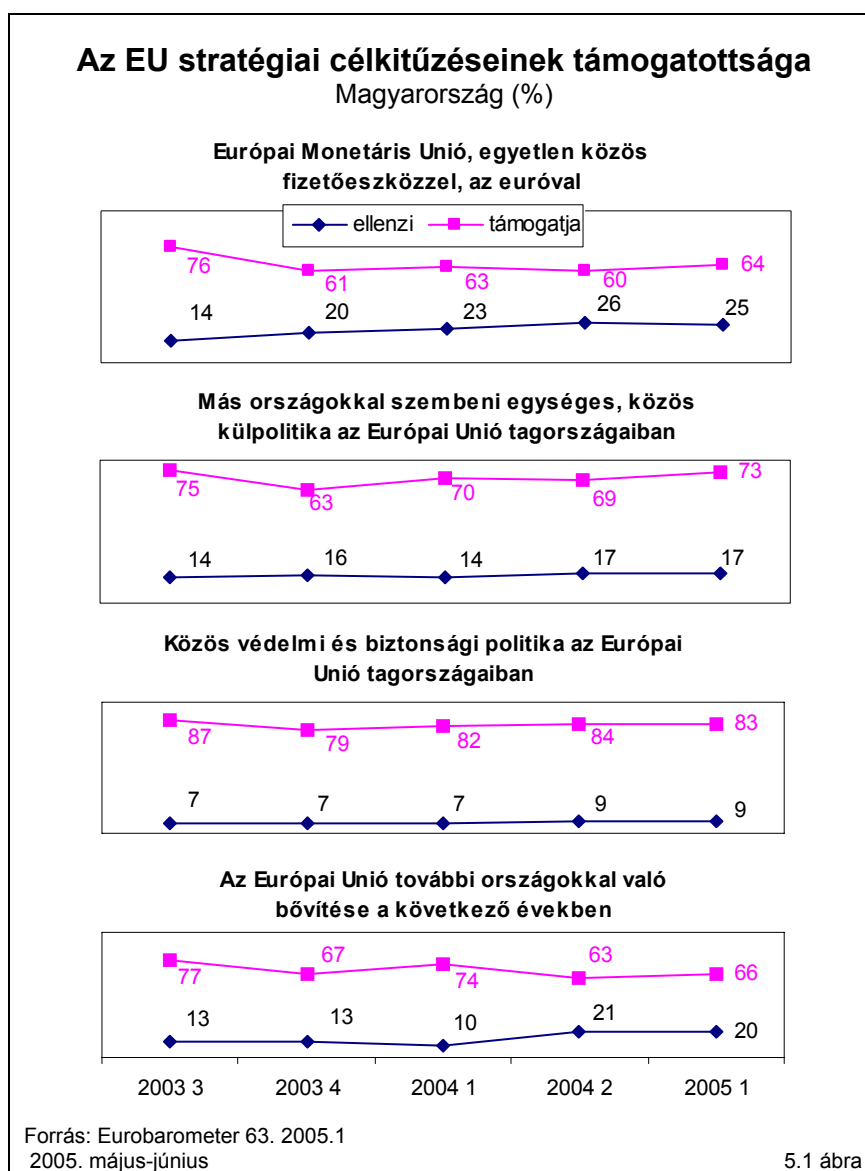 Az EU stratégiai célkitűzéseinek támogatottsága
Magyarország (%)
Európai Monetáris Unió, egyetlen közös
fizetőeszközzel, az euróval
ellenzi támogatja
76 61 63 60 64
14 20 23 26 25
Más országokkal szembeni egységes, közös
külpolitika az Európai Unió tagországaiban
75 63 70 69 73
14 16 14 17 17
Közös védelmi és biztonsági politika az Európai
Unió tagországaiban
87 79 82 84 83
7 7 7 9 9
Az Európai Unió további országokkal való
bővítése a következő években
77 67 74 63 66
13 13 10 21 20
2003 3 2003 4 2004 1 2004 2 2005 1
Forrás: Eurobarometer 63. 2005.1
2005. május-június 5.1 ábra